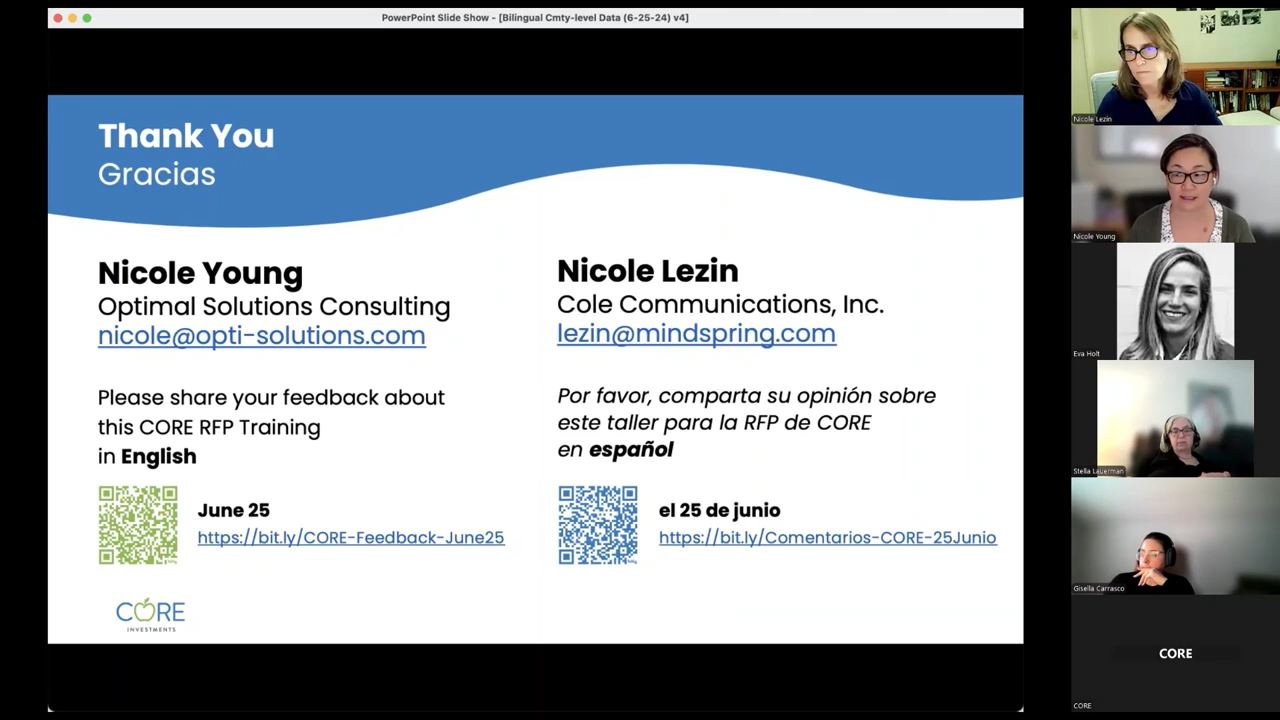 PowerPoint Slide Show - [Bilingual Cmty-level Data (6-25-24) v4]
Thank You
Gracias
Nicole Young
Optimal Solutions Consulting
nicole@opti-solutions.com
Please share your feedback about
this CORE RFP Training
in English
June 25
https://bit.ly/CORE-Feedback-June25
Nicole Lezin
Cole Communications, Inc.
lezin@mindspring.com
Por favor, comparta su opinión sobre
este taller para la RFP de CORE
en español
el 25 de junio
https://bit.ly/Comentarios-CORE-25Junio
CORE
INVESTMENTS
Nicole Lezin
Nicole Young
Eva Holt
Stella Lauerman
Gisella Carrasco
CORE
CORE